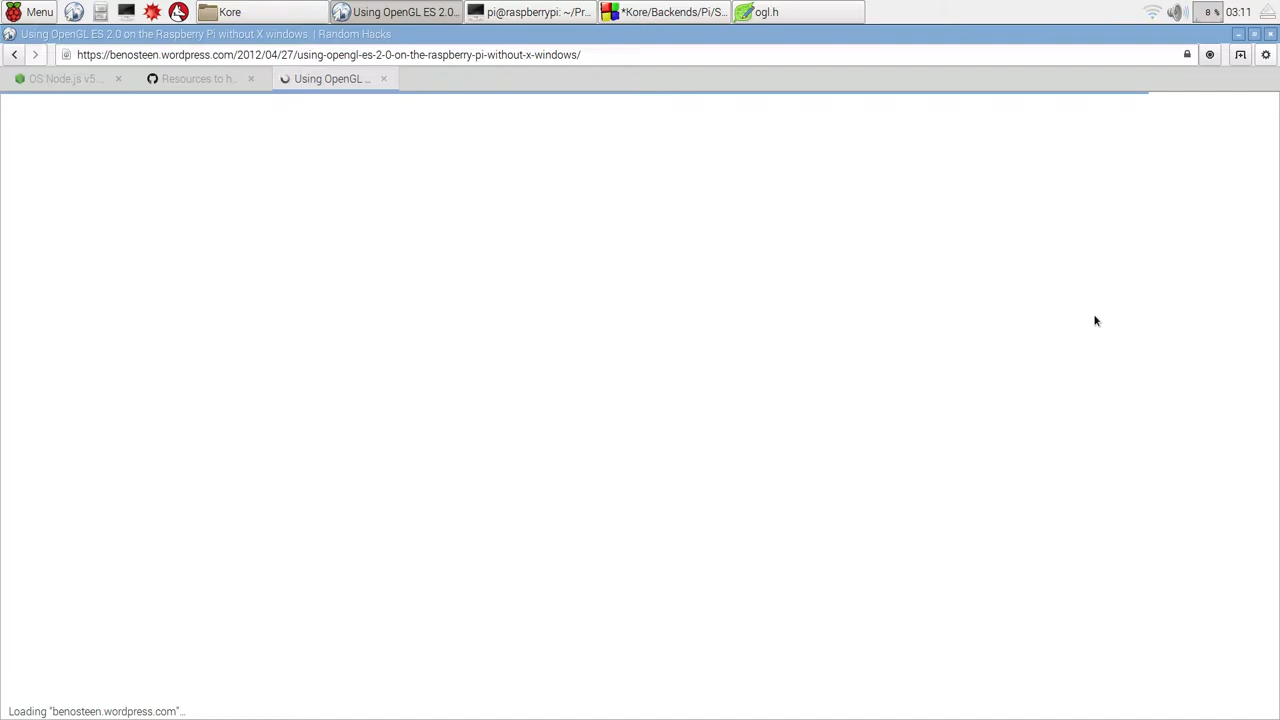 Menu Kore Using OpenGL ES 2.0... pi@raspberrypi: ~/Pr... *Kore/Backends/Pi/S... ogl.h 8 % 03:11
Using OpenGL ES 2.0 on the Raspberry Pi without X windows | Random Hacks
https://benosteen.wordpress.com/2012/04/27/using-opengl-es-2-0-on-the-raspberry-pi-without-x-windows/
OS Node.js v5... Resources to h... Using OpenGL ...
Loading "benosteen.wordpress.com"...